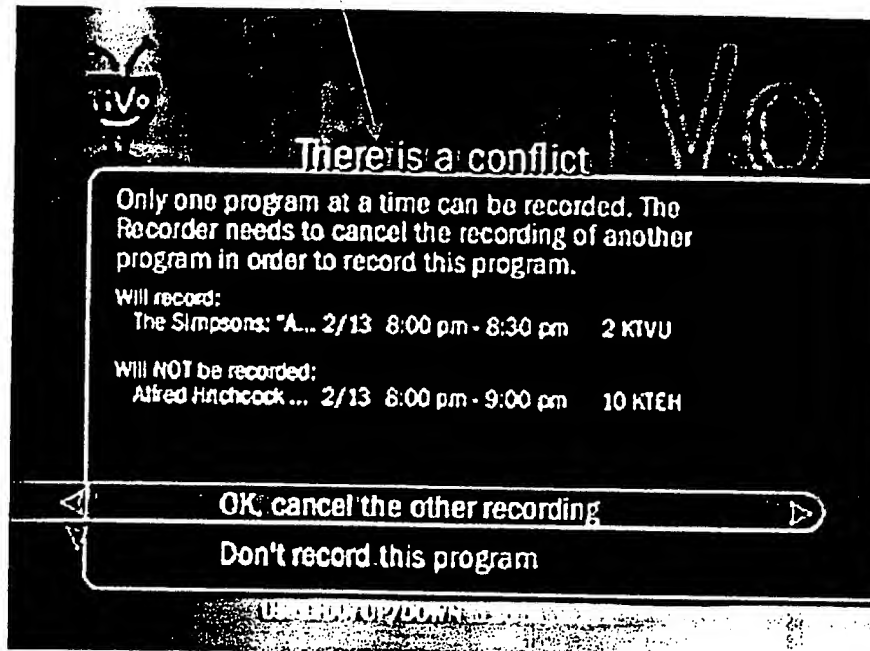 TiVo
There is a conflict
Only one program at a time can be recorded. The
Recorder needs to cancel the recording of another
program in order to record this program.
Will record:
The Simpsons: "A... 2/13 8:00 pm - 8:30 pm 2 KTVU
Will NOT be recorded:
Alfred Hitchcock ... 2/13 8:00 pm - 9:00 pm 10 KTEH
OK, cancel the other recording
Don't record this program
UP/DOWN